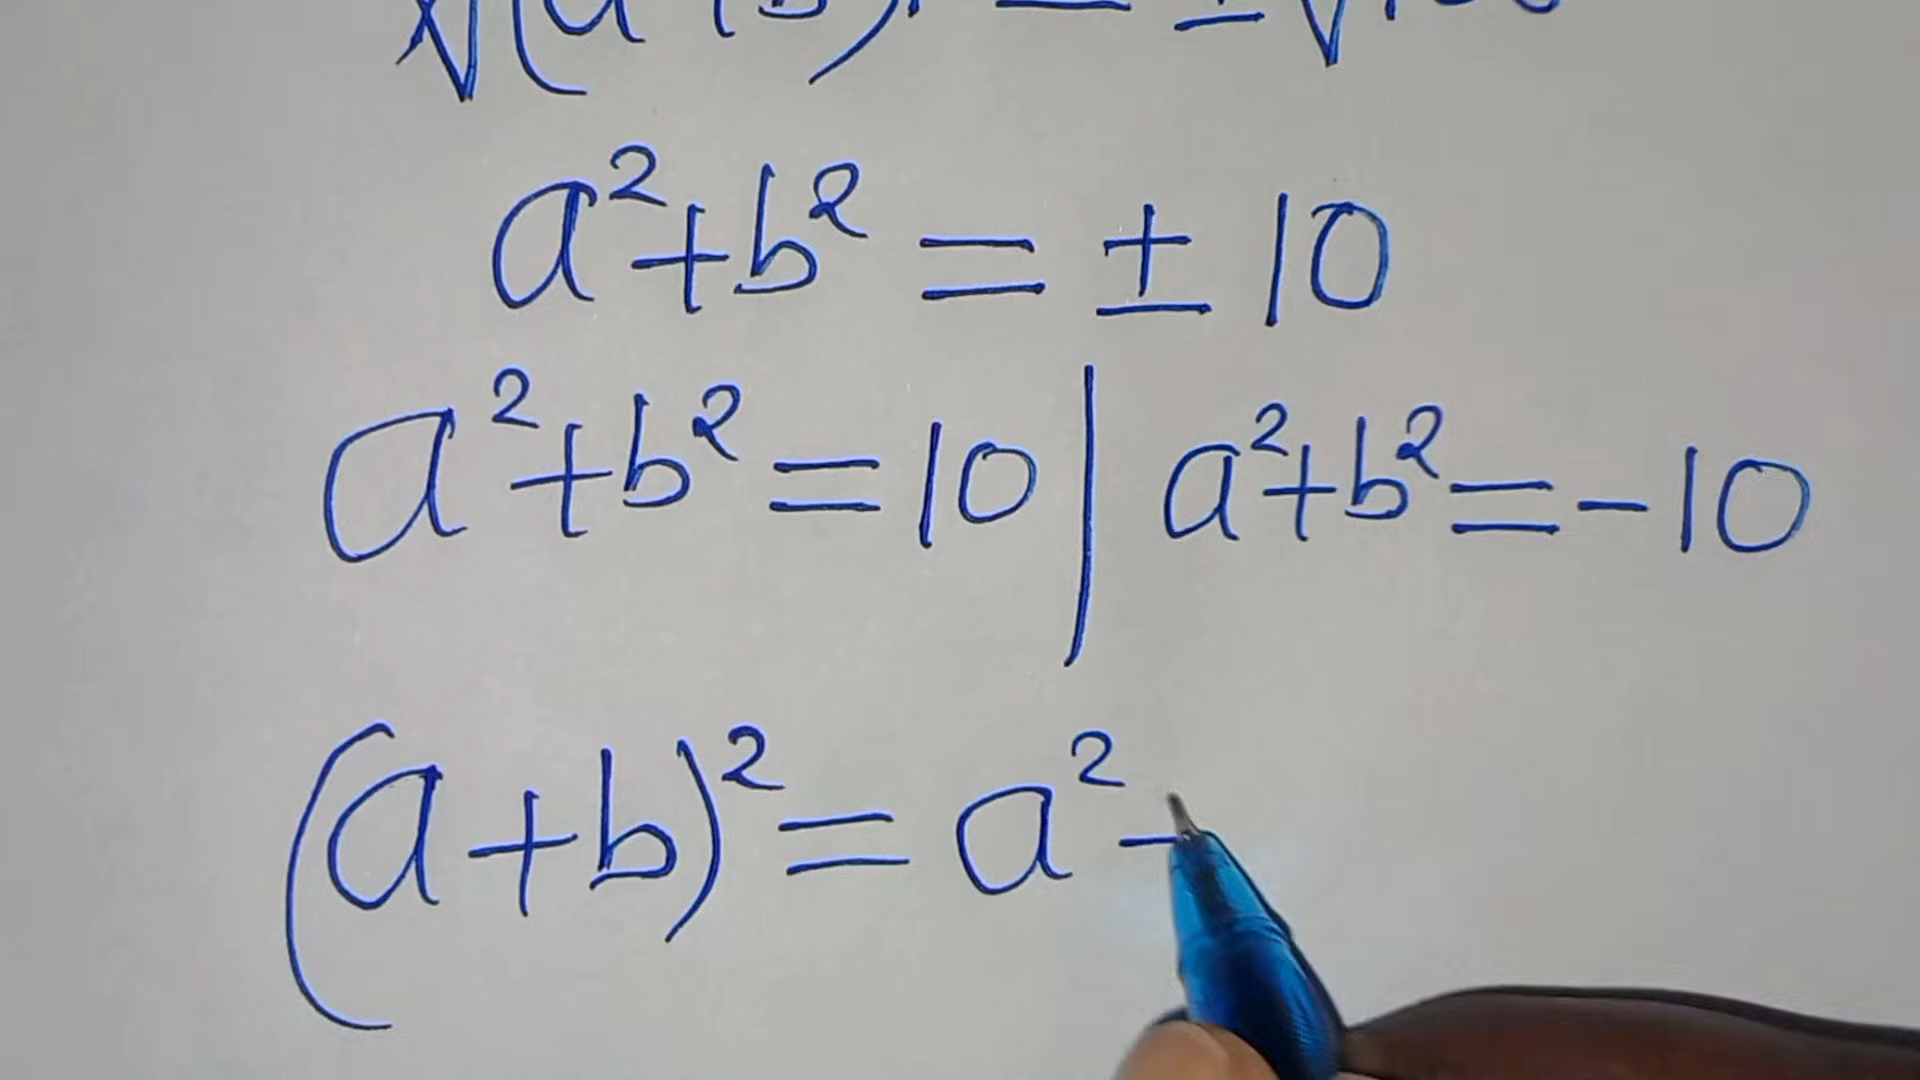 a²+b² = ± 10
a²+b² = 10 | a²+b² = -10
(a+b)² = a² -